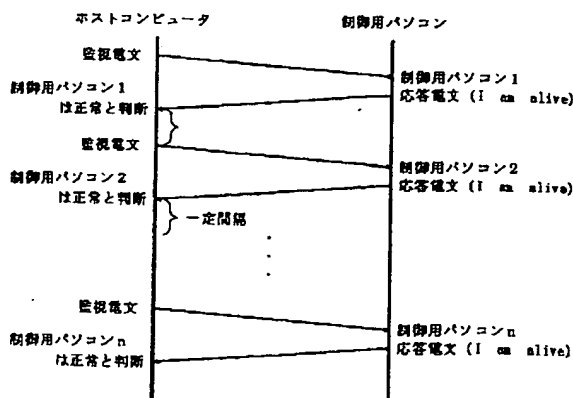 ホストコンピュータ
制御用パソコン
監視電文
制御用パソコン1
応答電文 (I am alive)
制御用パソコン1
は正常と判断
監視電文
制御用パソコン2
応答電文 (I am alive)
制御用パソコン2
は正常と判断
一定間隔
監視電文
制御用パソコンn
応答電文 (I am alive)
制御用パソコンn
は正常と判断